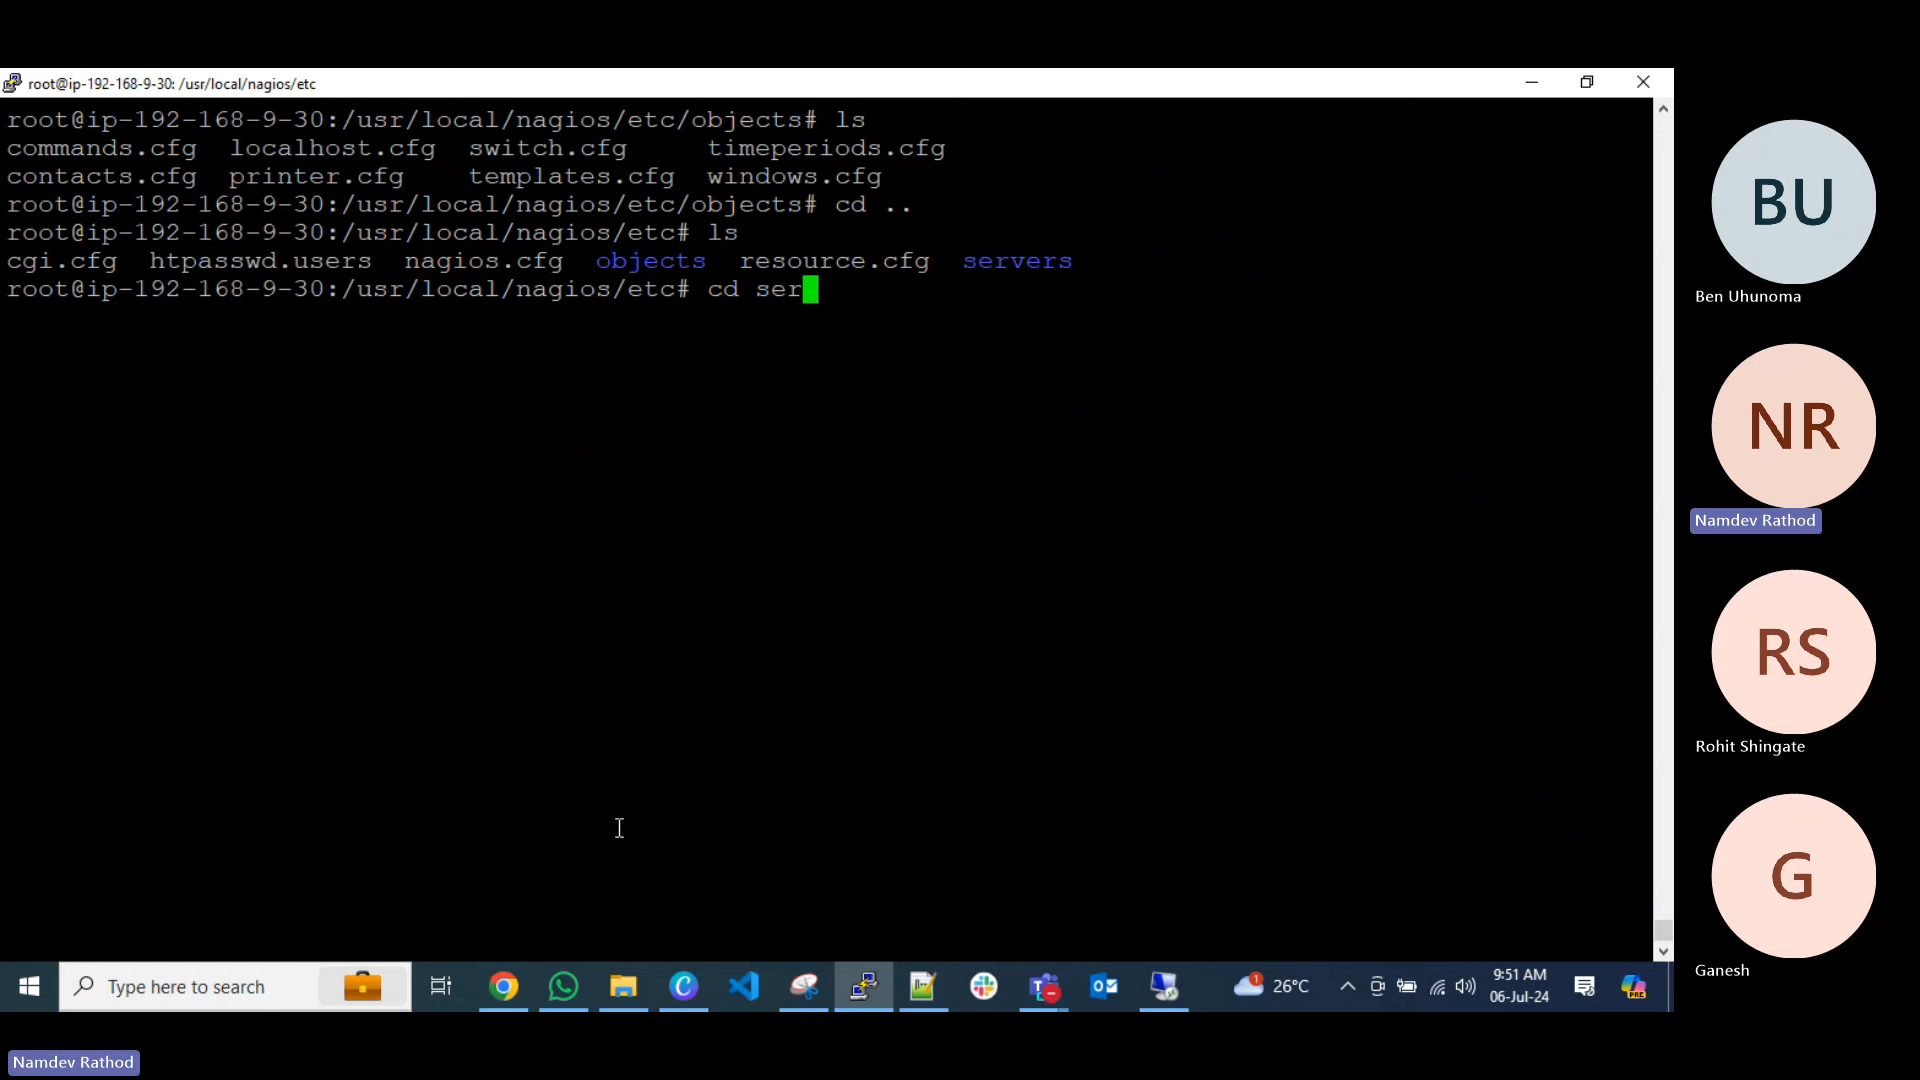 root@ip-192-168-9-30: /usr/local/nagios/etc
root@ip-192-168-9-30:/usr/local/nagios/etc/objects# ls
commands.cfg localhost.cfg switch.cfg timeperiods.cfg
contacts.cfg printer.cfg templates.cfg windows.cfg
root@ip-192-168-9-30:/usr/local/nagios/etc/objects# cd ..
root@ip-192-168-9-30:/usr/local/nagios/etc# ls
cgi.cfg htpasswd.users nagios.cfg objects resource.cfg servers
root@ip-192-168-9-30:/usr/local/nagios/etc# cd ser
BU
Ben Uhunoma
NR
Namdev Rathod
RS
Rohit Shingate
G
Ganesh
Type here to search
1
26°C
9:51 AM
06-Jul-24
PRE
Namdev Rathod